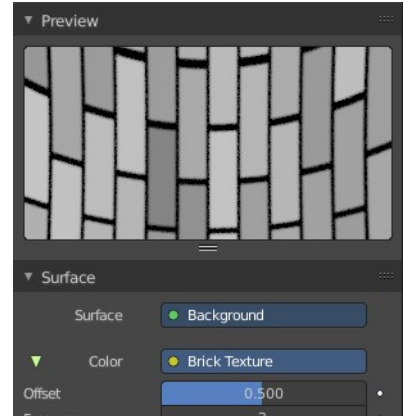 Preview
Surface
Surface Background
Color Brick Texture
Offset 0.500